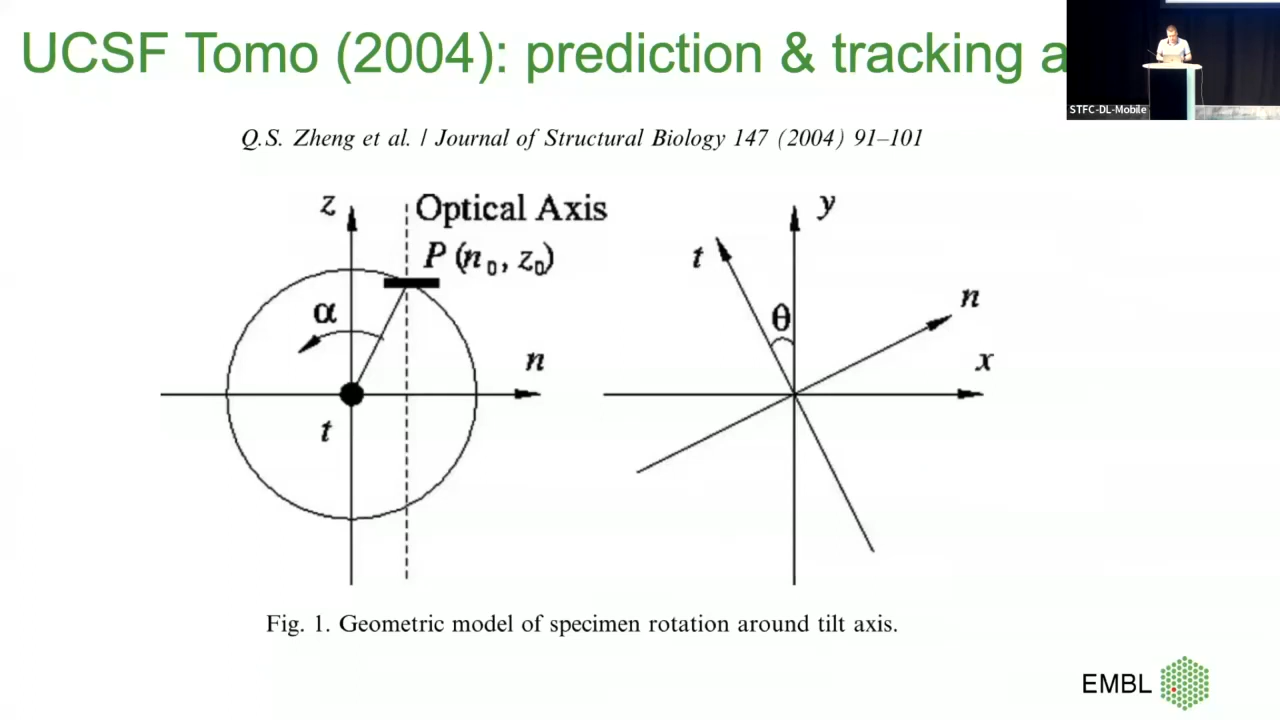 UCSF Tomo (2004): prediction & tracking a
STFC-DL-Mobile
Q.S. Zheng et al. / Journal of Structural Biology 147 (2004) 91–101
z
Optical Axis
P (n₀, z₀)
α
n
t
y
t
n
θ
x
Fig. 1. Geometric model of specimen rotation around tilt axis.
EMBL